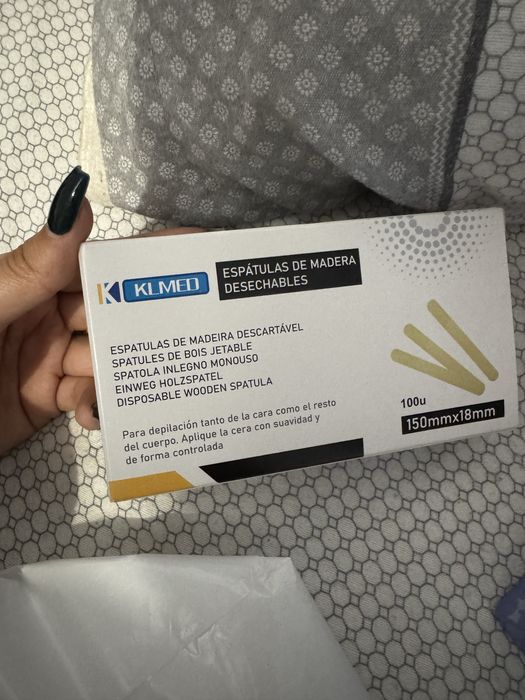 KLMED
ESPÁTULAS DE MADERA
DESECHABLES
ESPATULAS DE MADEIRA DESCARTÁVEL
SPATULES DE BOIS JETABLE
SPATOLA INLEGNO MONOUSO
EINWEG HOLZSPATEL
DISPOSABLE WOODEN SPATULA
Para depilación tanto de la cara como el resto
del cuerpo. Aplique la cera con suavidad y
de forma controlada
100u
150mmx18mm